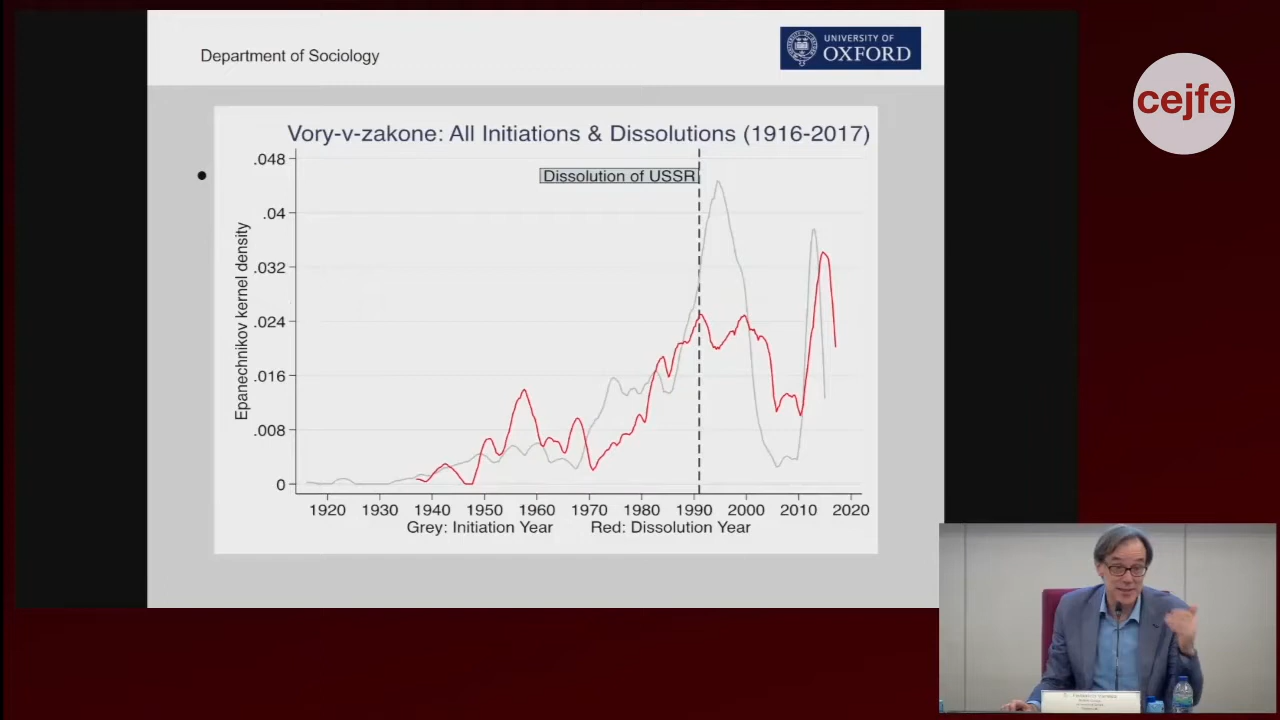 Department of Sociology
UNIVERSITY OF
OXFORD
cejfe
Vory-v-zakone: All Initiations & Dissolutions (1916-2017)
Dissolution of USSR
Epanechnikov kernel density
.048
.04
.032
.024
.016
.008
0
1920 1930 1940 1950 1960 1970 1980 1990 2000 2010 2020
Grey: Initiation Year Red: Dissolution Year